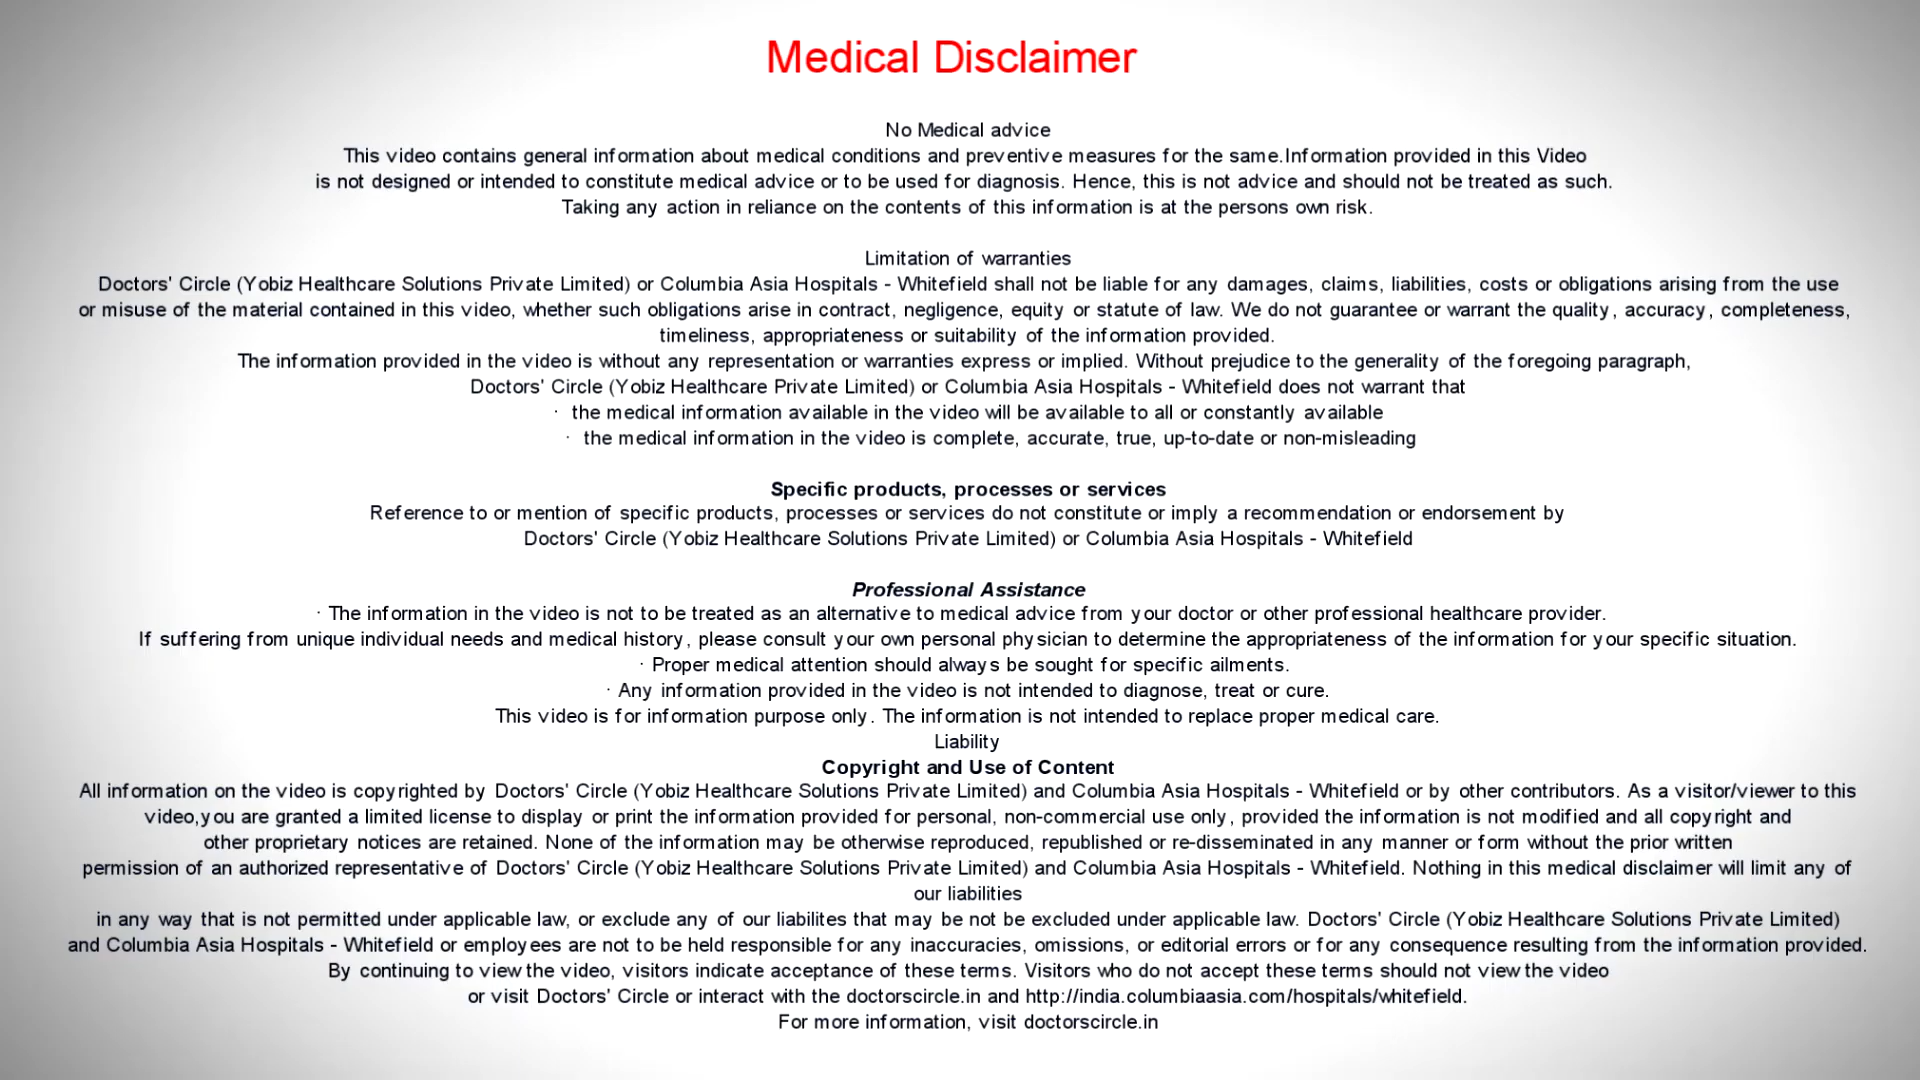 Medical Disclaimer
No Medical advice
This video contains general information about medical conditions and preventive measures for the same.Information provided in this Video
is not designed or intended to constitute medical advice or to be used for diagnosis. Hence, this is not advice and should not be treated as such.
Taking any action in reliance on the contents of this information is at the persons own risk.
Limitation of warranties
Doctors' Circle (Yobiz Healthcare Solutions Private Limited) or Columbia Asia Hospitals - Whitefield shall not be liable for any damages, claims, liabilities, costs or obligations arising from the use
or misuse of the material contained in this video, whether such obligations arise in contract, negligence, equity or statute of law. We do not guarantee or warrant the quality, accuracy, completeness,
timeliness, appropriateness or suitability of the information provided.
The information provided in the video is without any representation or warranties express or implied. Without prejudice to the generality of the foregoing paragraph,
Doctors' Circle (Yobiz Healthcare Private Limited) or Columbia Asia Hospitals - Whitefield does not warrant that
· the medical information available in the video will be available to all or constantly available
· the medical information in the video is complete, accurate, true, up-to-date or non-misleading
Specific products, processes or services
Reference to or mention of specific products, processes or services do not constitute or imply a recommendation or endorsement by
Doctors' Circle (Yobiz Healthcare Solutions Private Limited) or Columbia Asia Hospitals - Whitefield
Professional Assistance
· The information in the video is not to be treated as an alternative to medical advice from your doctor or other professional healthcare provider.
If suffering from unique individual needs and medical history, please consult your own personal physician to determine the appropriateness of the information for your specific situation.
· Proper medical attention should always be sought for specific ailments.
· Any information provided in the video is not intended to diagnose, treat or cure.
This video is for information purpose only. The information is not intended to replace proper medical care.
Liability
Copyright and Use of Content
All information on the video is copyrighted by Doctors' Circle (Yobiz Healthcare Solutions Private Limited) and Columbia Asia Hospitals - Whitefield or by other contributors. As a visitor/viewer to this
video,you are granted a limited license to display or print the information provided for personal, non-commercial use only, provided the information is not modified and all copyright and
other proprietary notices are retained. None of the information may be otherwise reproduced, republished or re-disseminated in any manner or form without the prior written
permission of an authorized representative of Doctors' Circle (Yobiz Healthcare Solutions Private Limited) and Columbia Asia Hospitals - Whitefield. Nothing in this medical disclaimer will limit any of
our liabilities
in any way that is not permitted under applicable law, or exclude any of our liabilites that may be not be excluded under applicable law. Doctors' Circle (Yobiz Healthcare Solutions Private Limited)
and Columbia Asia Hospitals - Whitefield or employees are not to be held responsible for any inaccuracies, omissions, or editorial errors or for any consequence resulting from the information provided.
By continuing to view the video, visitors indicate acceptance of these terms. Visitors who do not accept these terms should not view the video
or visit Doctors' Circle or interact with the doctorscircle.in and http://india.columbiaasia.com/hospitals/whitefield.
For more information, visit doctorscircle.in